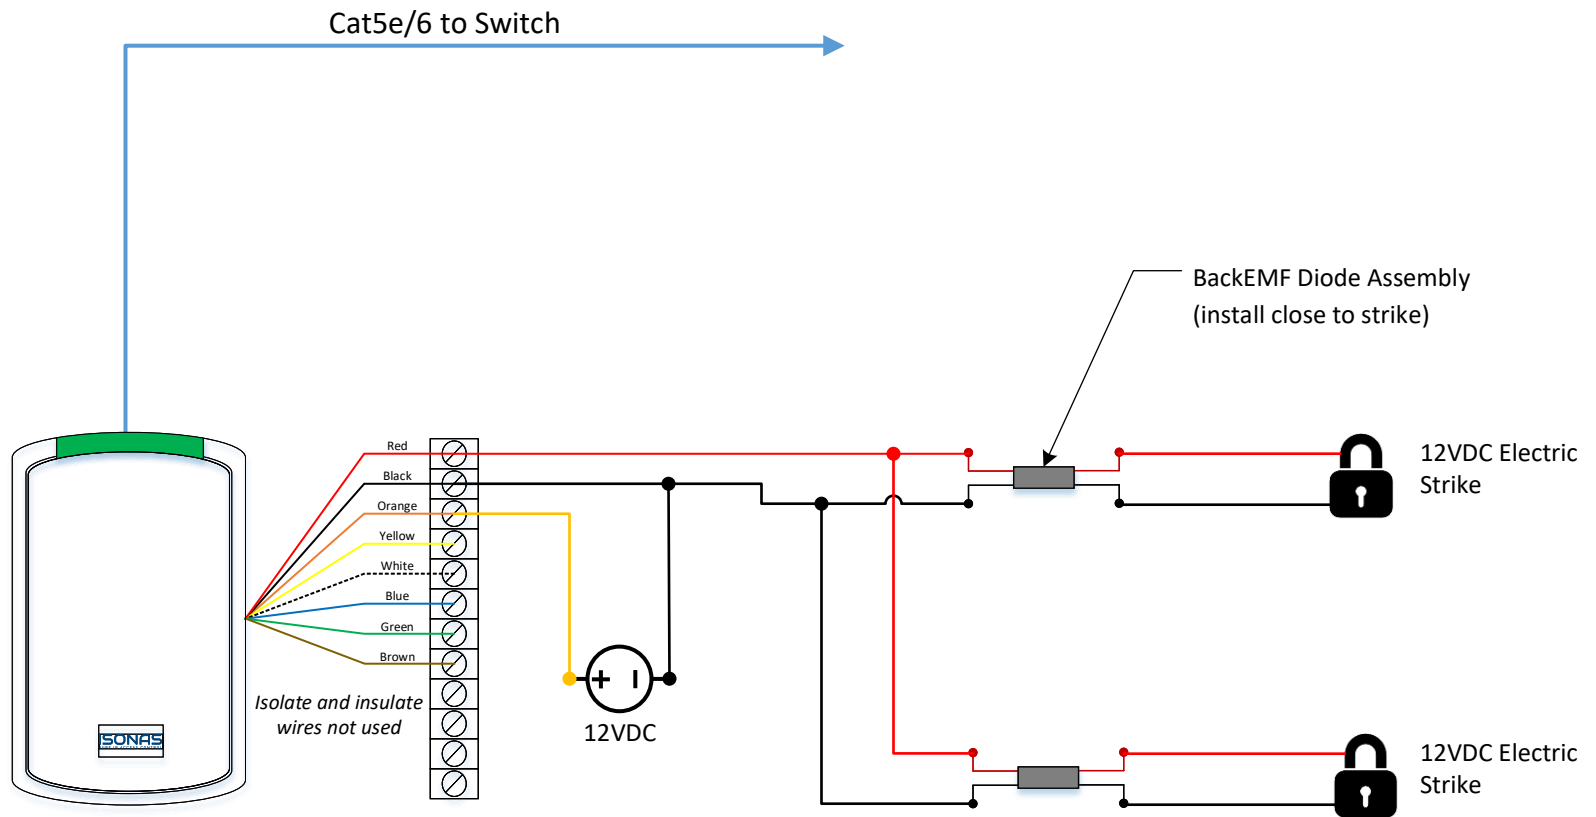 Cat5e/6 to Switch
BackEMF Diode Assembly
(install close to strike)
Red
Black
Orange
Yellow
White
Blue
Green
Brown
Isolate and insulate
wires not used
12VDC
12VDC Electric
Strike
12VDC Electric
Strike
ISONAS